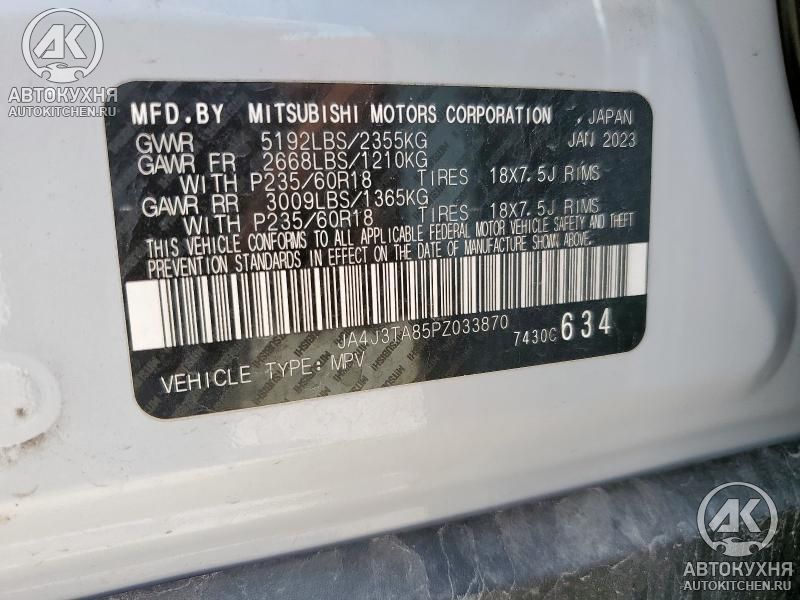 AK
АВТОКУХНЯ
AUTOKITCHEN.RU
MFD.BY MITSUBISHI MOTORS CORPORATION , JAPAN
GVWR 5192LBS/2355KG JAN 2023
GAWR FR 2668LBS/1210KG
WITH P235/60R18 TIRES 18X7.5J RIMS
GAWR RR 3009LBS/1365KG
WITH P235/60R18 TIRES 18X7.5J RIMS
THIS VEHICLE CONFORMS TO ALL APPLICABLE FEDERAL MOTOR VEHICLE SAFETY AND THEFT
PREVENTION STANDARDS IN EFFECT ON THE DATE OF MANUFACTURE SHOWN ABOVE.
JA4J3TA85PZ033870 7430C 634
VEHICLE TYPE: MPV
AK
АВТОКУХНЯ
AUTOKITCHEN.RU